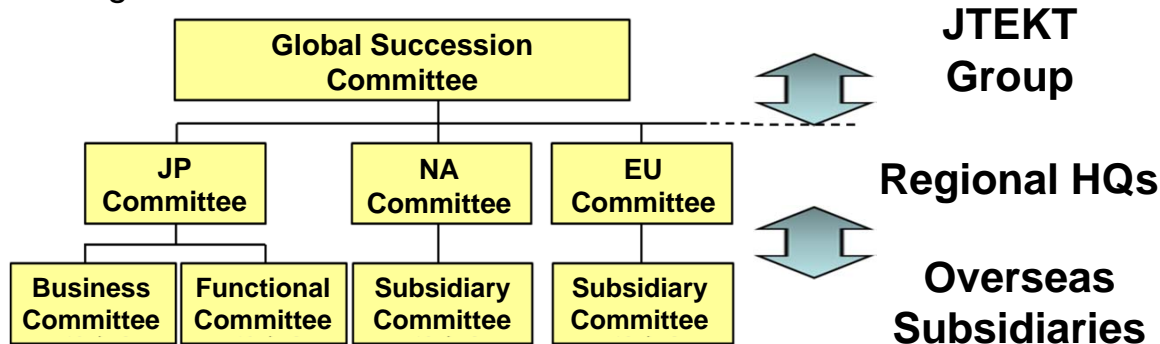 Global Succession
Committee
JTEKT
Group
JP
Committee
NA
Committee
EU
Committee
Regional HQs
Business
Committee
Functional
Committee
Subsidiary
Committee
Subsidiary
Committee
Overseas
Subsidiaries